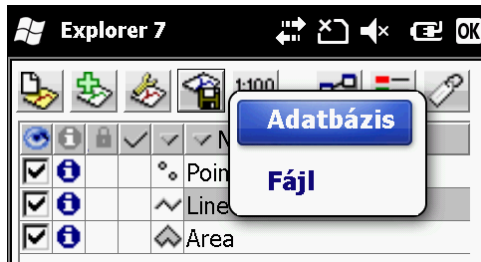 Explorer 7
OK
1:100
Adatbázis
Fájl
N
Poin
Line
Area